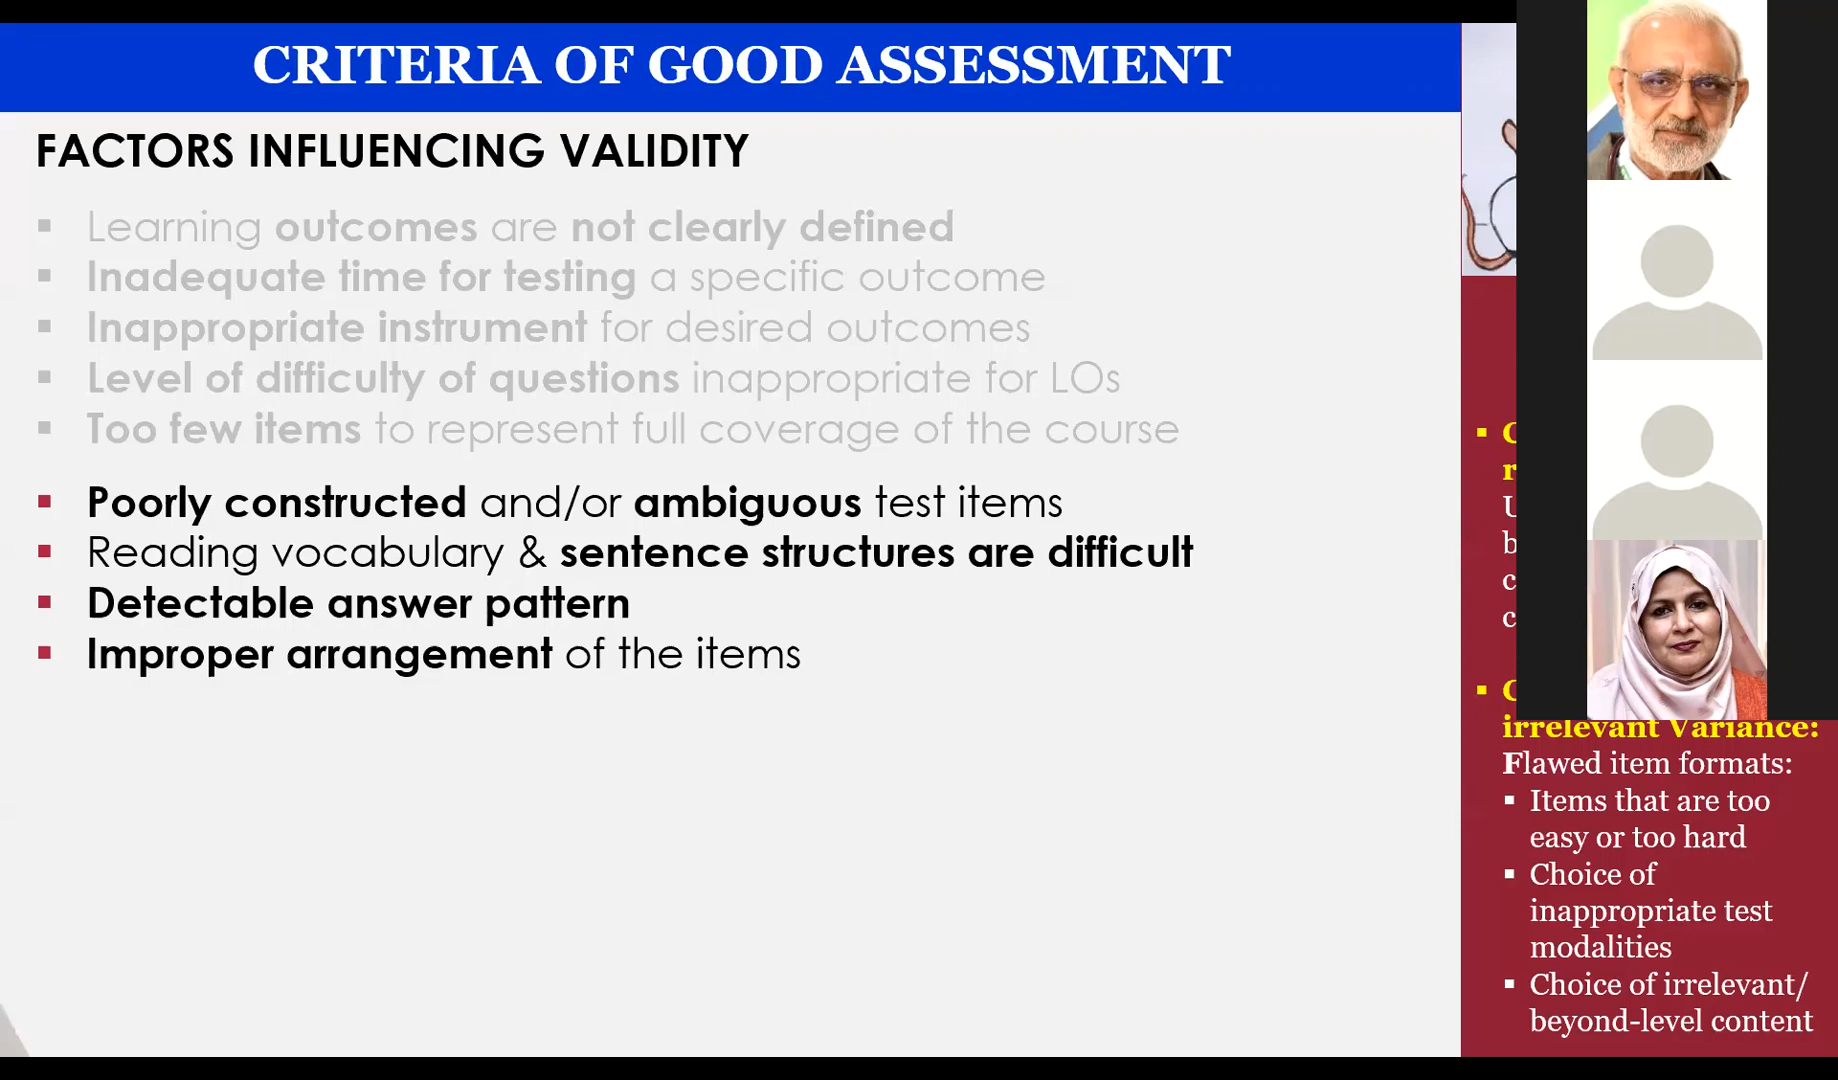 CRITERIA OF GOOD ASSESSMENT
FACTORS INFLUENCING VALIDITY
▪ Learning outcomes are not clearly defined
▪ Inadequate time for testing a specific outcome
▪ Inappropriate instrument for desired outcomes
▪ Level of difficulty of questions inappropriate for LOs
▪ Too few items to represent full coverage of the course
▪ Poorly constructed and/or ambiguous test items
▪ Reading vocabulary & sentence structures are difficult
▪ Detectable answer pattern
▪ Improper arrangement of the items
irrelevant Variance:
Flawed item formats:
▪ Items that are too
easy or too hard
▪ Choice of
inappropriate test
modalities
▪ Choice of irrelevant/
beyond-level content